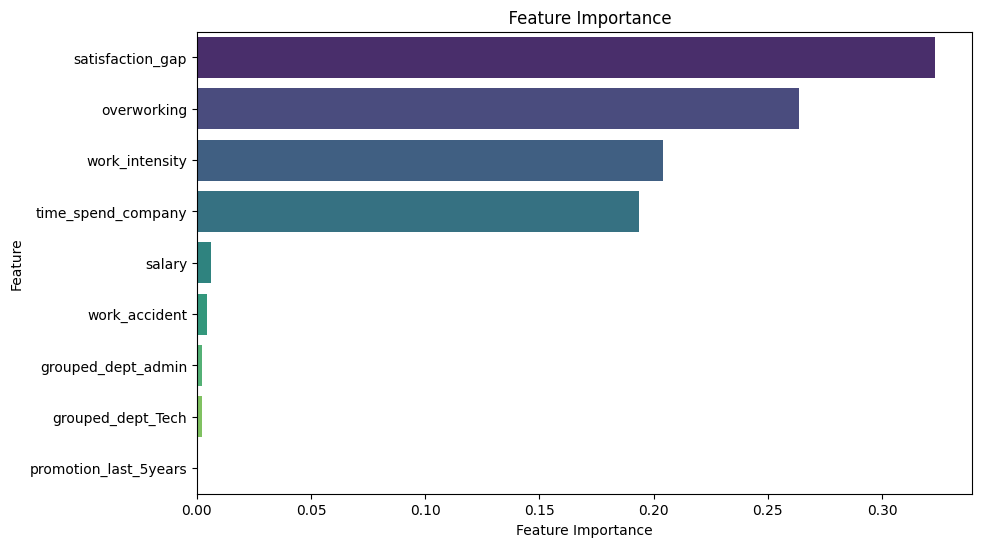 Feature Importance
satisfaction_gap
overworking
work_intensity
time_spend_company
salary
work_accident
grouped_dept_admin
grouped_dept_Tech
promotion_last_5years
Feature
0.00 0.05 0.10 0.15 0.20 0.25 0.30
Feature Importance